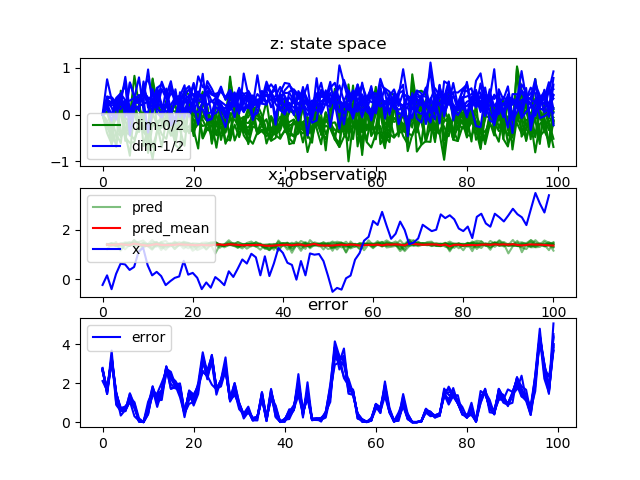 z: state space
1
0
−1
dim-0/2
dim-1/2
0 20 40 60 80 100
x: observation
2
0
pred
pred_mean
x
0 20 40 60 80 100
error
4
2
0
error
0 20 40 60 80 100